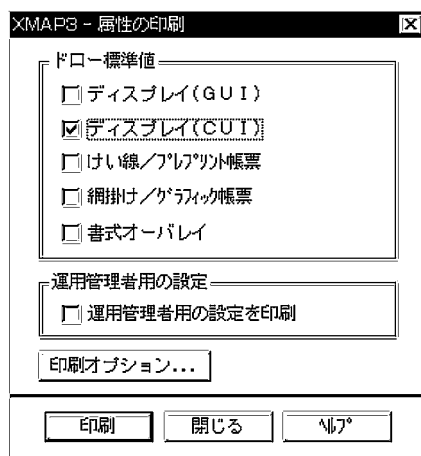 XMAP3 - 属性の印刷
ドロー標準値
ディスプレイ(GUI)
ディスプレイ(CUI)
けい線／ﾌﾟﾚﾌﾟﾘﾝﾄ帳票
網掛け／ｸﾞﾗﾌｨｯｸ帳票
書式オーバレイ
運用管理者用の設定
運用管理者用の設定を印刷
印刷オプション...
印刷 閉じる ﾍﾙﾌﾟ